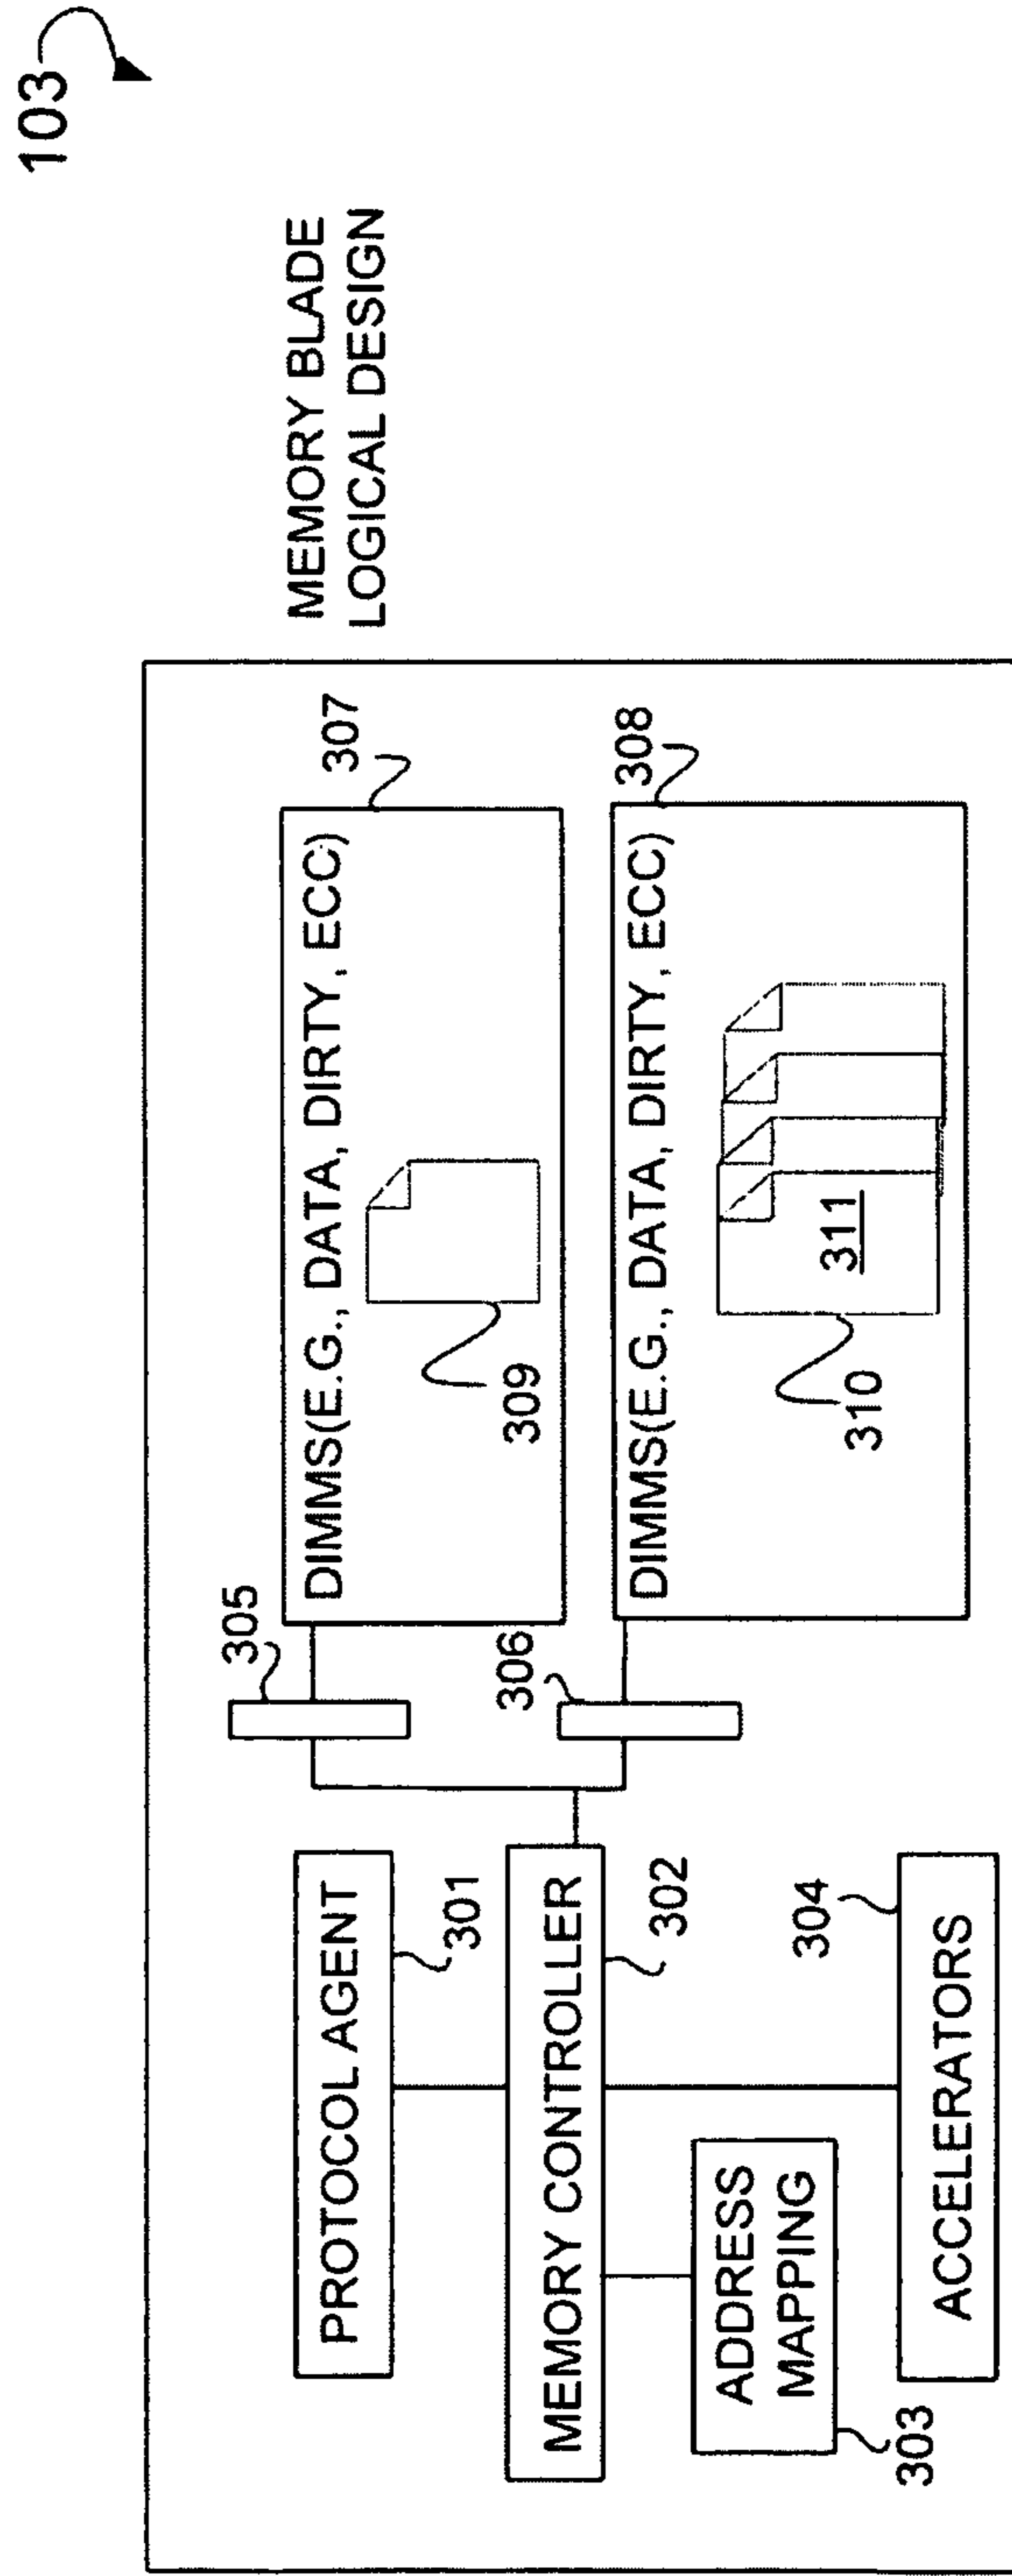 103
MEMORY BLADE
LOGICAL DESIGN
PROTOCOL AGENT
301
MEMORY CONTROLLER
302
ADDRESS
MAPPING
303
ACCELERATORS
304
305
306
DIMMS(E.G., DATA, DIRTY, ECC)
307
309
DIMMS(E.G., DATA, DIRTY, ECC)
308
311
310